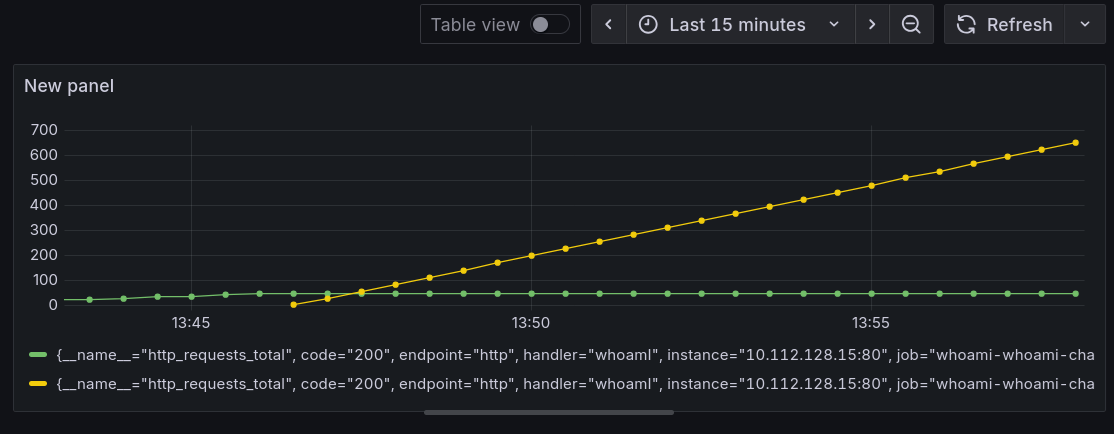 Table view Last 15 minutes Refresh
New panel
700
600
500
400
300
200
100
0
13:45 13:50 13:55
{__name__="http_requests_total", code="200", endpoint="http", handler="whoamI", instance="10.112.128.15:80", job="whoami-whoami-cha
{__name__="http_requests_total", code="200", endpoint="http", handler="whoamI", instance="10.112.128.15:80", job="whoami-whoami-cha